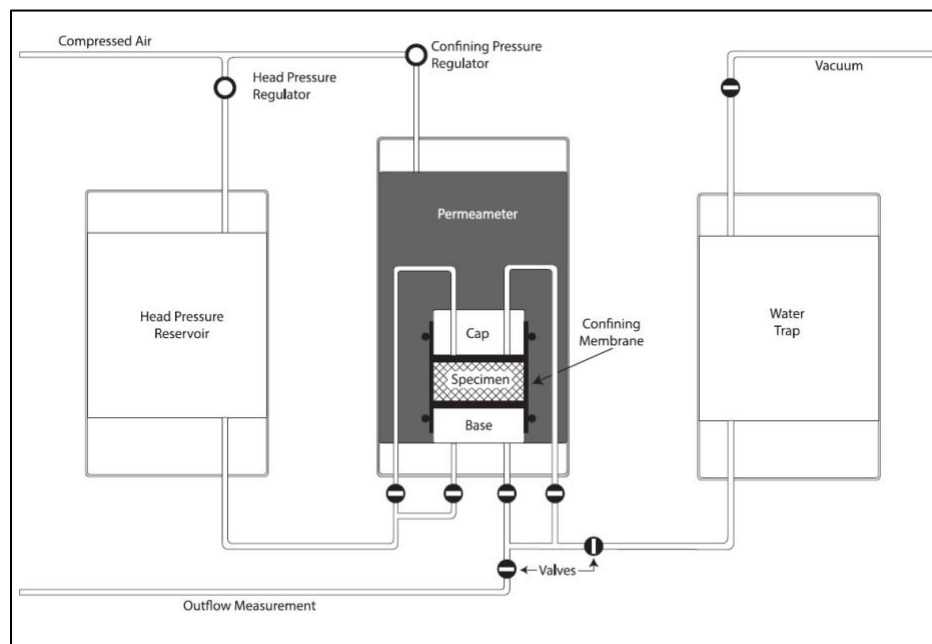 Compressed Air
Confining Pressure
Regulator
Head Pressure
Regulator
Vacuum
Permeameter
Head Pressure
Reservoir
Cap
Confining
Membrane
Water
Trap
Specimen
Base
Valves
Outflow Measurement